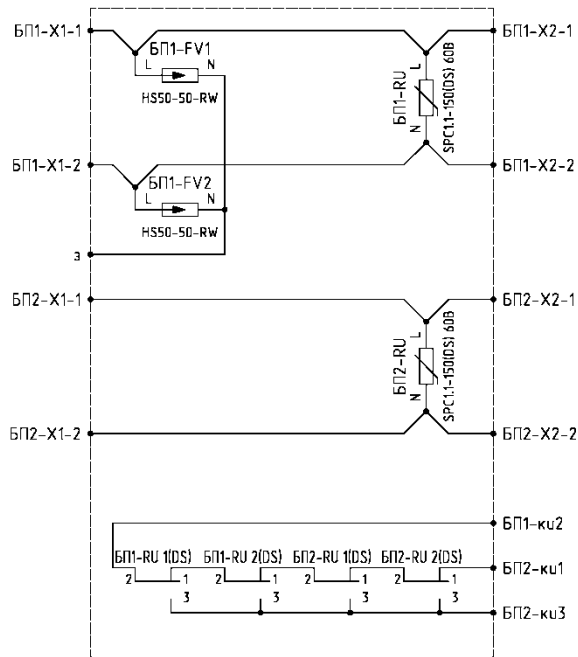 БП1-X1-1
БП1-FV1
L
N
HS50-50-RW
БП1-RU
L
N
SPC1.1-150(DS) 60В
БП1-X2-1
БП1-X1-2
БП1-FV2
L
N
HS50-50-RW
БП1-X2-2
з
БП2-X1-1
БП2-RU
L
N
SPC1.1-150(DS) 60В
БП2-X2-1
БП2-X1-2
БП2-X2-2
БП1-ки2
БП1-RU 1(DS)
БП1-RU 2(DS)
БП2-RU 1(DS)
БП2-RU 2(DS)
БП2-ки1
2
1
2
1
2
1
2
1
3
3
3
3
БП2-ки3